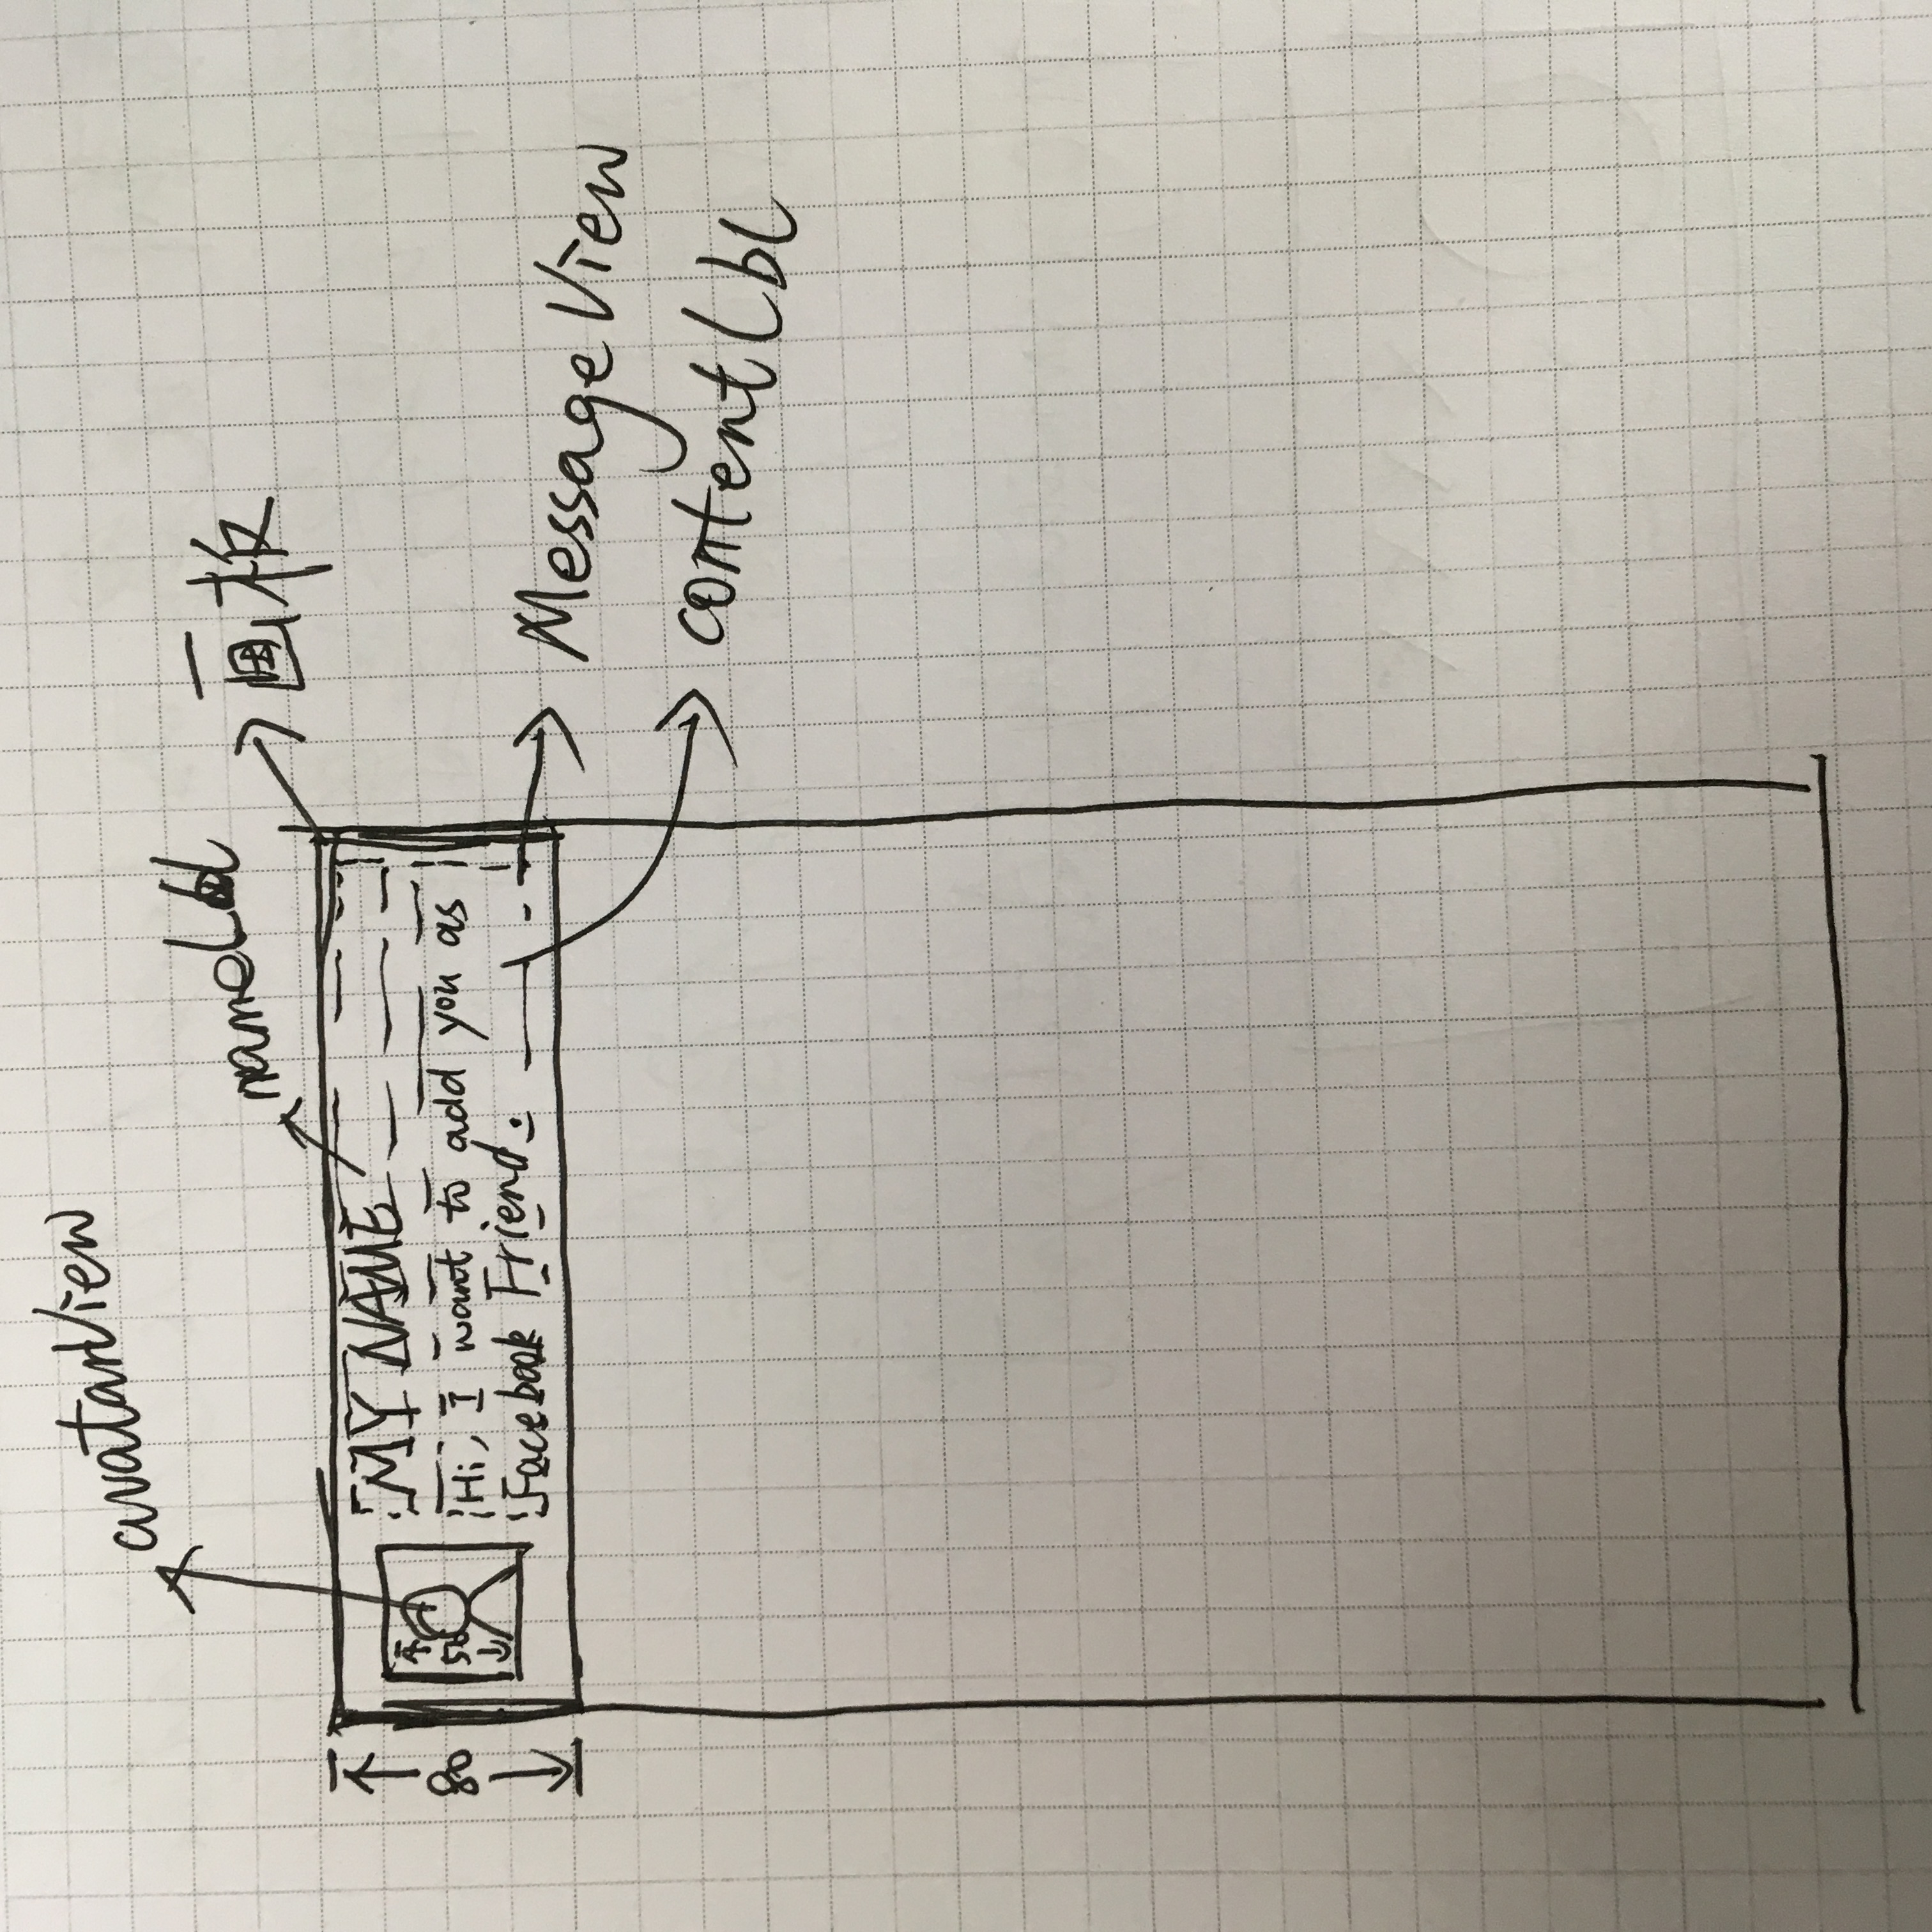 avatarView
nameLbl
画板
80
50
MY NAME
Hi, I want to add you as
Facebook Friend.
MessageView
contentLbl